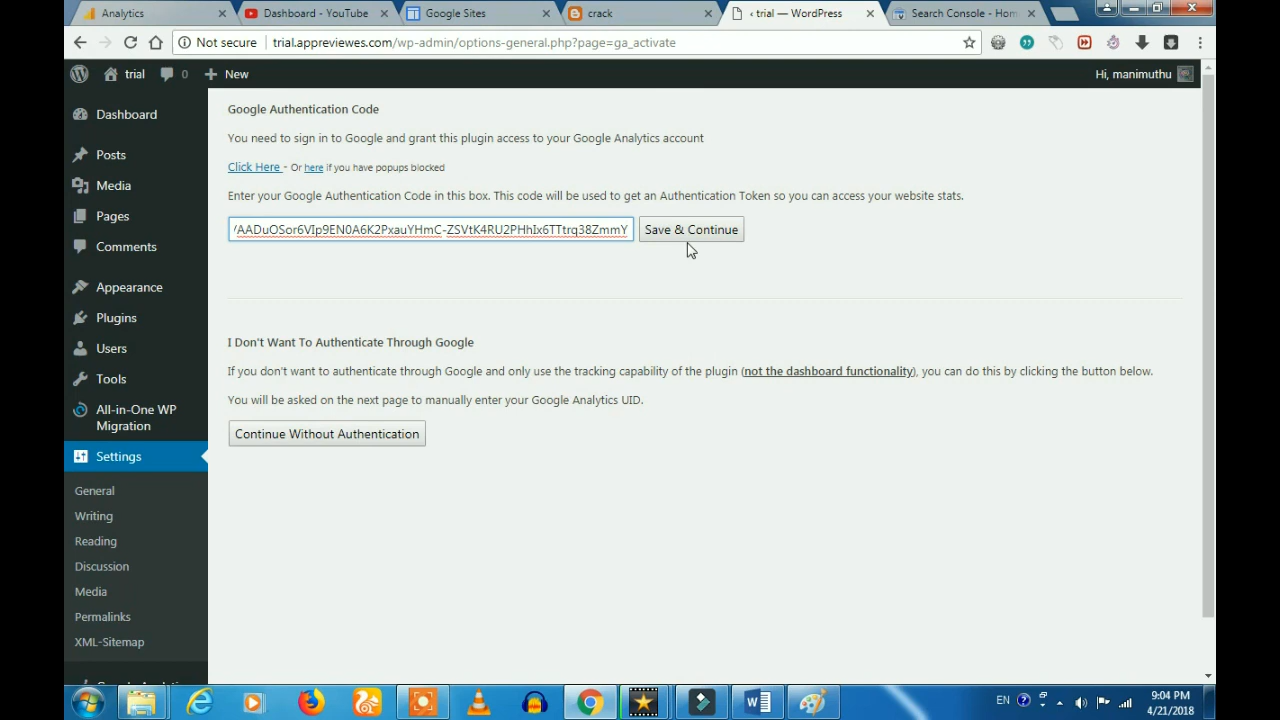 Analytics
Dashboard - YouTube
Google Sites
crack
‹ trial — WordPress
Search Console - Hom
Not secure
trial.appreviewes.com/wp-admin/options-general.php?page=ga_activate
trial
0
New
Hi, manimuthu
Dashboard
Posts
Media
Pages
Comments
Appearance
Plugins
Users
Tools
All-in-One WP
Migration
Settings
General
Writing
Reading
Discussion
Media
Permalinks
XML-Sitemap
Google Authentication Code
You need to sign in to Google and grant this plugin access to your Google Analytics account
Click Here - Or here if you have popups blocked
Enter your Google Authentication Code in this box. This code will be used to get an Authentication Token so you can access your website stats.
/AADuOSor6VIp9EN0A6K2PxauYHmC-ZSVtK4RU2PHhIx6TTtrq38ZmmY
Save & Continue
I Don't Want To Authenticate Through Google
If you don't want to authenticate through Google and only use the tracking capability of the plugin (not the dashboard functionality), you can do this by clicking the button below.
You will be asked on the next page to manually enter your Google Analytics UID.
Continue Without Authentication
EN
9:04 PM
4/21/2018